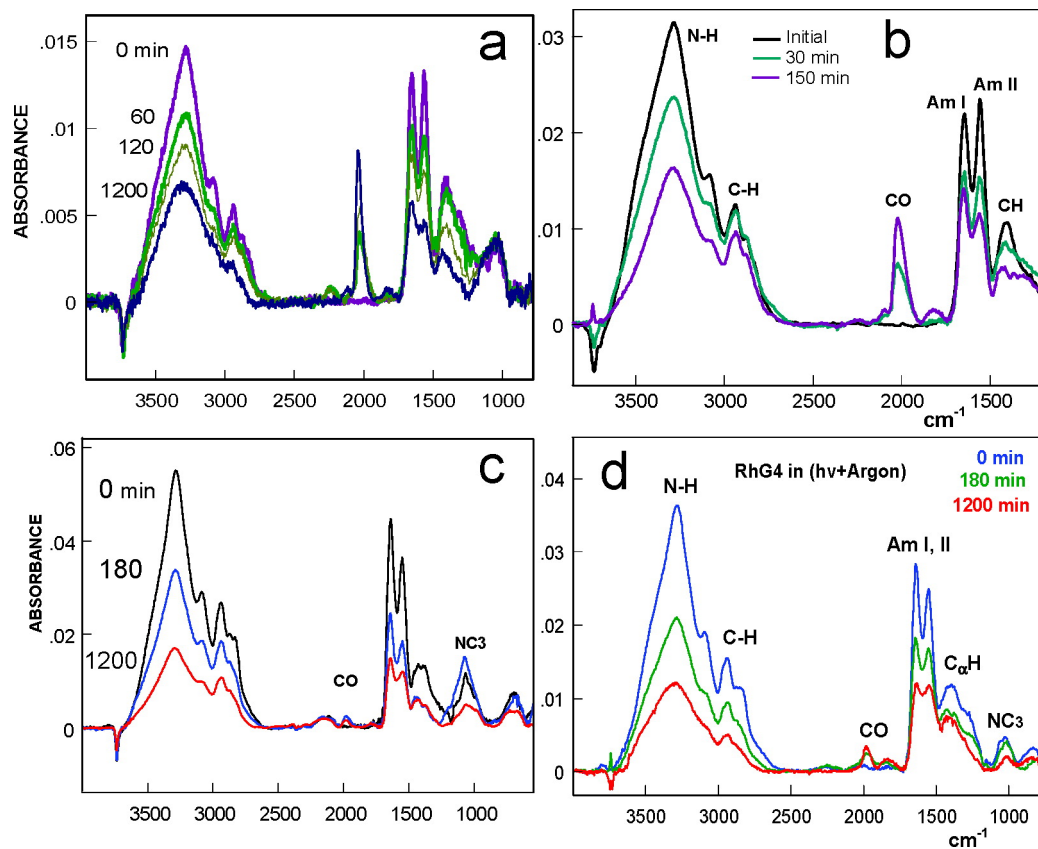 a
.015
.010
.005
0
ABSORBANCE
0 min
60
120
1200
3500 3000 2500 2000 1500 1000
b
.03
.02
.01
0
N-H
Initial
30 min
150 min
Am I
Am II
C-H
CO
CH
3500 3000 2500 2000 1500
cm-1
c
.06
.04
.02
0
ABSORBANCE
0 min
180
1200
CO
NC3
3500 3000 2500 2000 1500 1000
d
.04
.03
.02
.01
.0
RhG4 in (hν+Argon)
0 min
180 min
1200 min
N-H
Am I, II
C-H
CαH
CO
NC3
3500 3000 2500 2000 1500 1000
cm-1